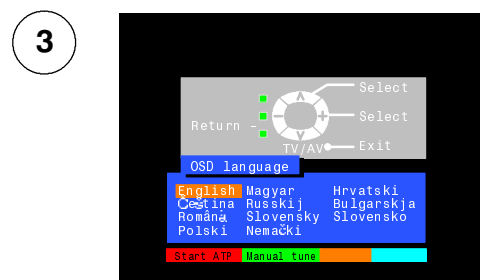 3
Select
Select
Return –
TV/AV
Exit
OSD language
English Magyar Hrvatski
Čeština Russkij Bulgarskja
Română Slovensky Slovensko
Polski Nemački
Start ATP Manual tune